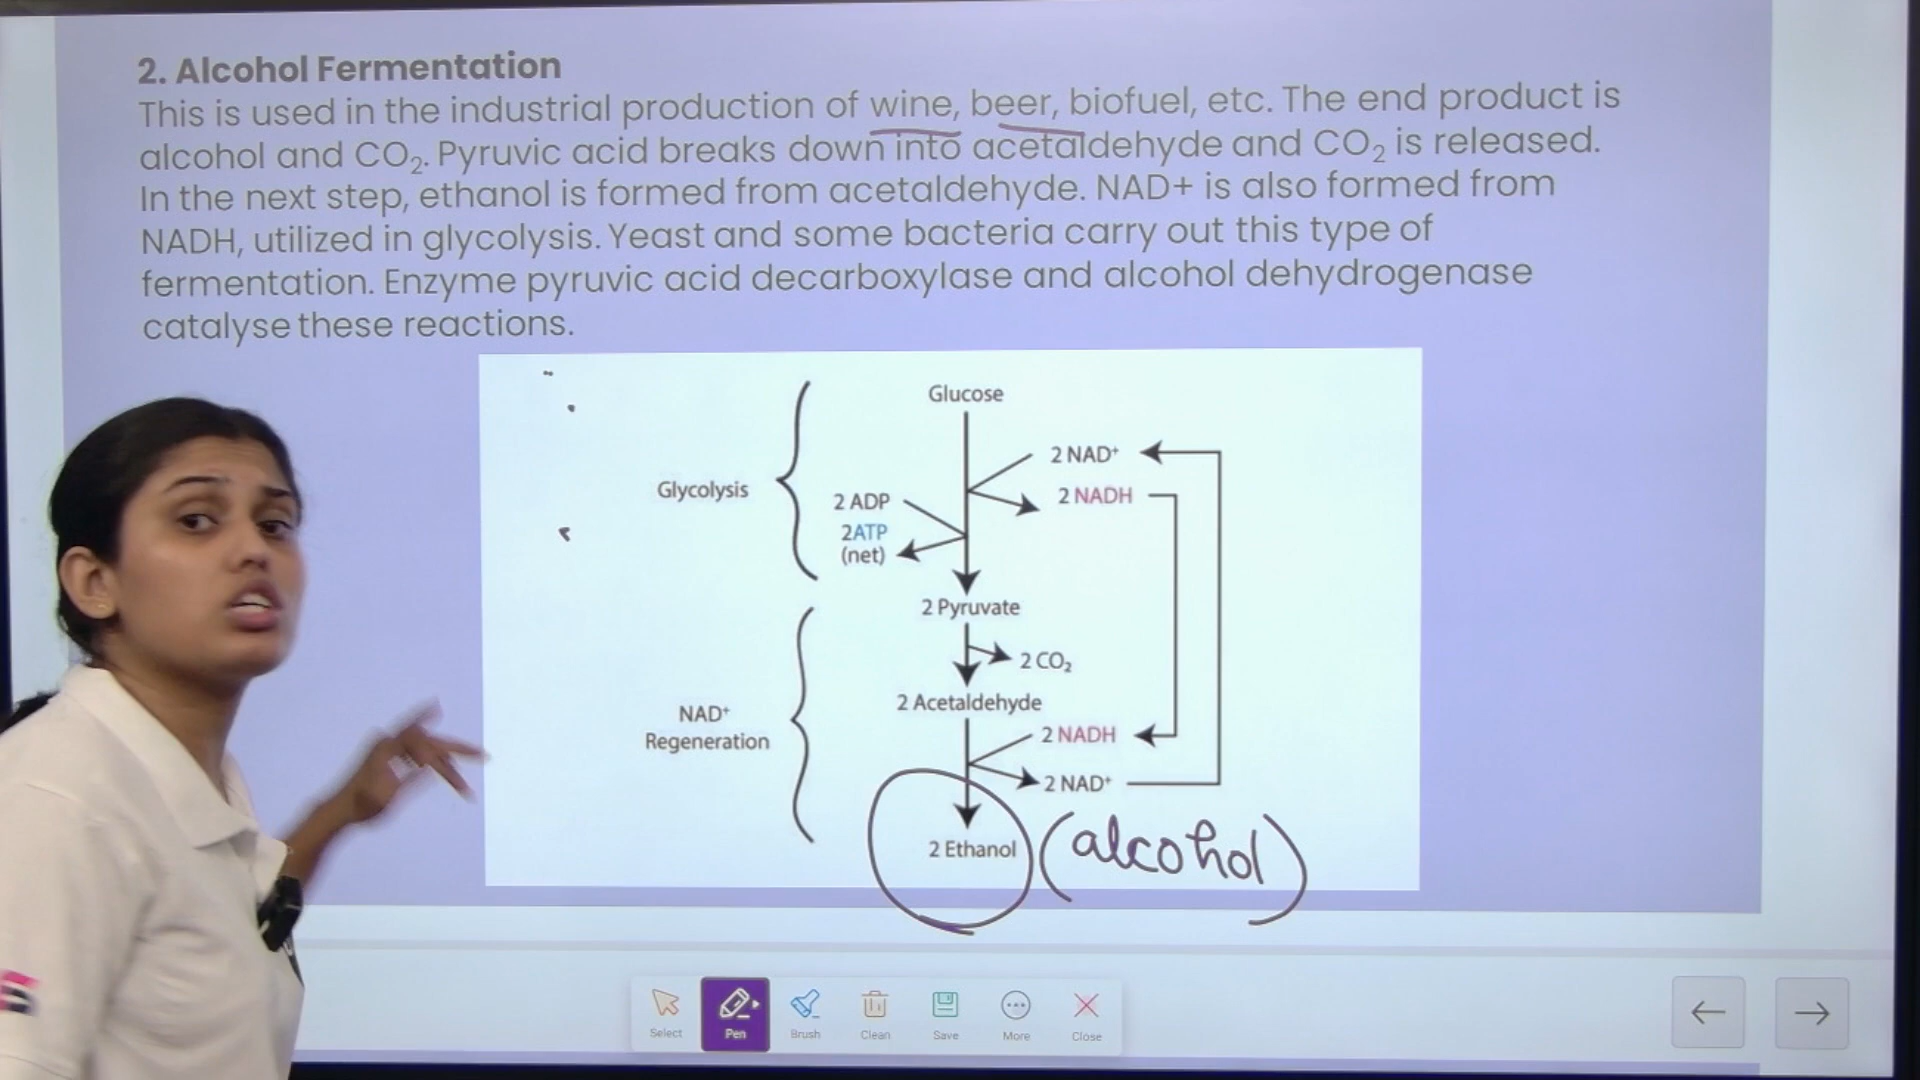 2. Alcohol Fermentation
This is used in the industrial production of wine, beer, biofuel, etc. The end product is
alcohol and CO₂. Pyruvic acid breaks down into acetaldehyde and CO₂ is released.
In the next step, ethanol is formed from acetaldehyde. NAD+ is also formed from
NADH, utilized in glycolysis. Yeast and some bacteria carry out this type of
fermentation. Enzyme pyruvic acid decarboxylase and alcohol dehydrogenase
catalyse these reactions.
Glucose
2 NAD⁺
Glycolysis
2 ADP
2 NADH
2ATP
(net)
2 Pyruvate
2 CO₂
2 Acetaldehyde
NAD⁺
Regeneration
2 NADH
2 NAD⁺
2 Ethanol (alcohol)
Select Pen Brush Clean Save More Close